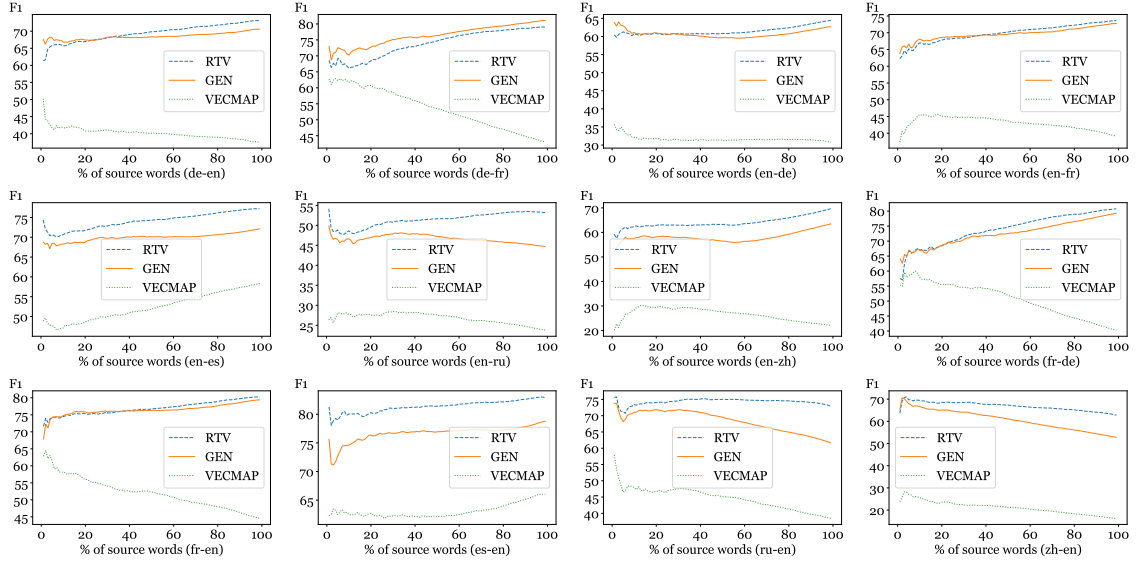 F1
70
65
60
55
50
45
40
RTV
GEN
VECMAP
0 20 40 60 80 100
% of source words (de-en)
F1
80
75
70
65
60
55
50
45
RTV
GEN
VECMAP
0 20 40 60 80 100
% of source words (de-fr)
F1
65
60
55
50
45
40
35
30
RTV
GEN
VECMAP
0 20 40 60 80 100
% of source words (en-de)
F1
75
70
65
60
55
50
45
40
RTV
GEN
VECMAP
0 20 40 60 80 100
% of source words (en-fr)
F1
75
70
65
60
55
50
RTV
GEN
VECMAP
0 20 40 60 80 100
% of source words (en-es)
F1
55
50
45
40
35
30
25
RTV
GEN
VECMAP
0 20 40 60 80 100
% of source words (en-ru)
F1
70
60
50
40
30
20
RTV
GEN
VECMAP
0 20 40 60 80 100
% of source words (en-zh)
F1
80
75
70
65
60
55
50
45
40
RTV
GEN
VECMAP
0 20 40 60 80 100
% of source words (fr-de)
F1
80
75
70
65
60
55
50
45
RTV
GEN
VECMAP
0 20 40 60 80 100
% of source words (fr-en)
F1
80
75
70
65
RTV
GEN
VECMAP
0 20 40 60 80 100
% of source words (es-en)
F1
75
70
65
60
55
50
45
40
RTV
GEN
VECMAP
0 20 40 60 80 100
% of source words (ru-en)
F1
70
60
50
40
30
20
RTV
GEN
VECMAP
0 20 40 60 80 100
% of source words (zh-en)